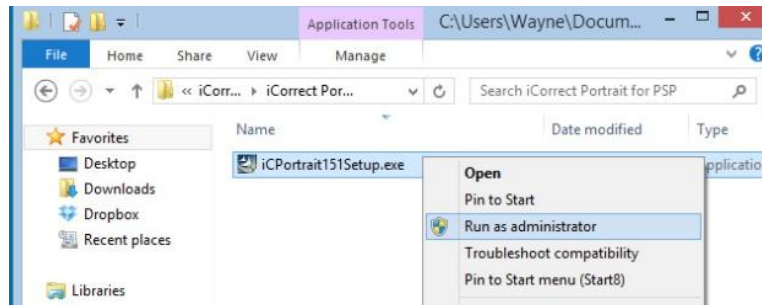 Application Tools C:\Users\Wayne\Docum...
File Home Share View Manage
« iCorr... iCorrect Por... Search iCorrect Portrait for PSP
Favorites
Desktop
Downloads
Dropbox
Recent places
Libraries
Name Date modified Type
iCPortrait151Setup.exe
Open
Pin to Start
Run as administrator
Troubleshoot compatibility
Pin to Start menu (Start8)